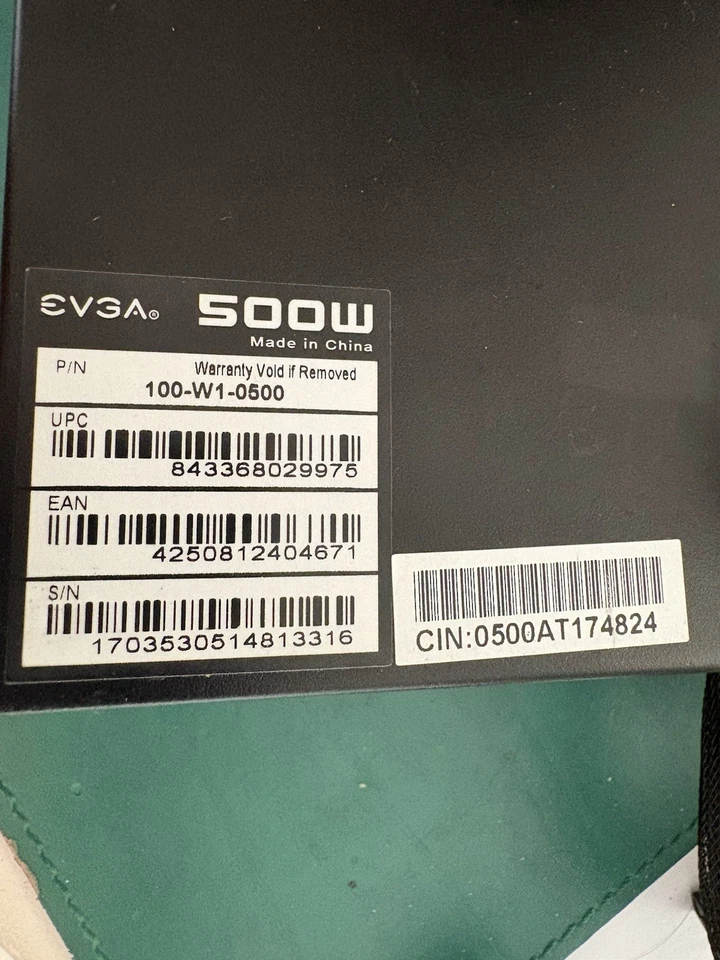 EVGA® 500W
Made in China
P/N Warranty Void if Removed
100-W1-0500
UPC
843368029975
EAN
4250812404671
S/N
1703530514813316
CIN:0500AT174824